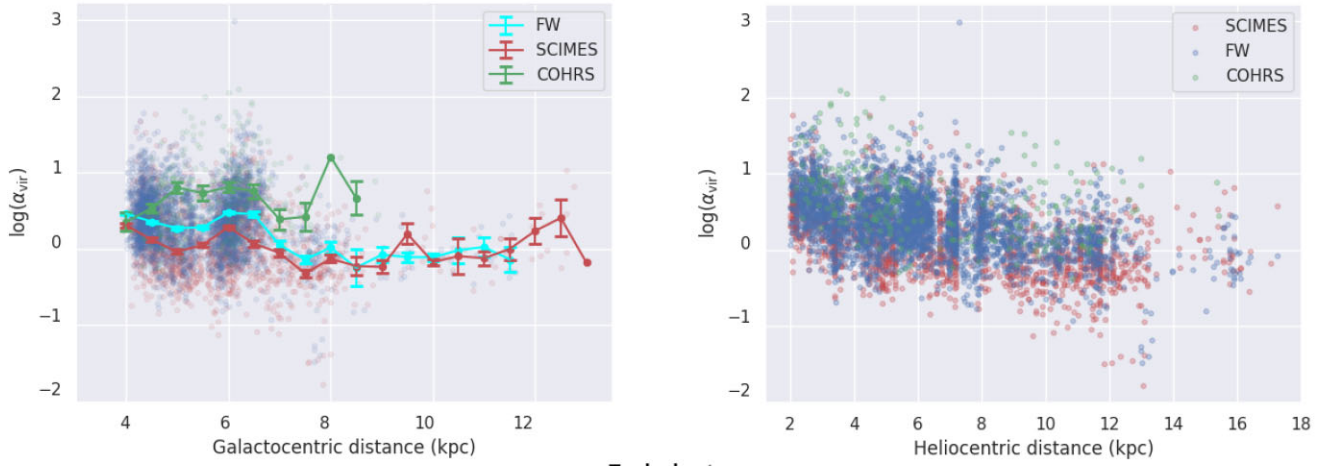 3
2
1
0
−1
−2
log(αvir)
4
6
8
10
12
Galactocentric distance (kpc)
FW
SCIMES
COHRS
3
2
1
0
−1
−2
log(αvir)
2
4
6
8
10
12
14
16
18
Heliocentric distance (kpc)
SCIMES
FW
COHRS